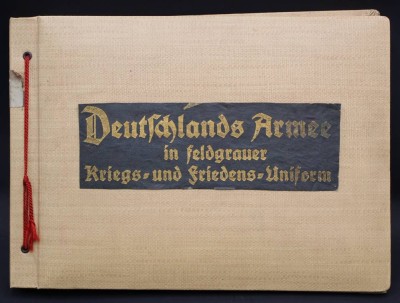 Deutſchlands Armee
in feldgrauer
Kriegs- und Friedens-Uniform